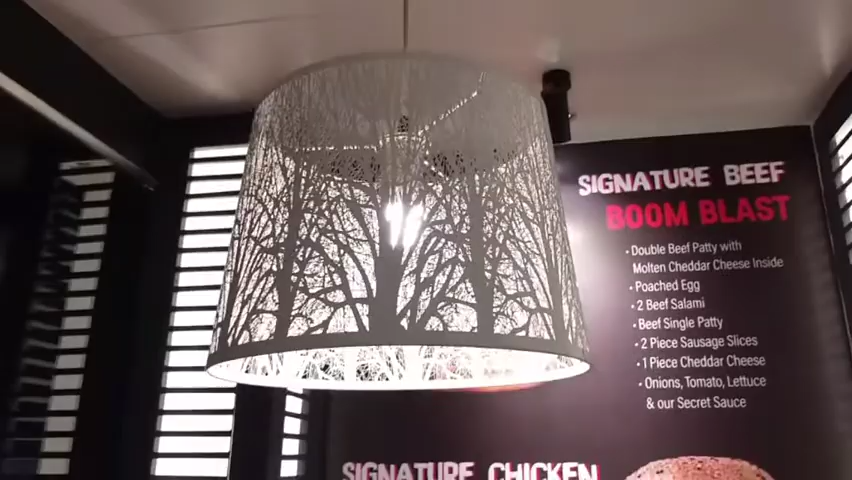 SIGNATURE BEEF
BOOM BLAST
• Double Beef Patty with
Molten Cheddar Cheese Inside
• Poached Egg
• 2 Beef Salami
• Beef Single Patty
• 2 Piece Sausage Slices
• 1 Piece Cheddar Cheese
• Onions, Tomato, Lettuce
& our Secret Sauce
SIGNATURE CHICKEN